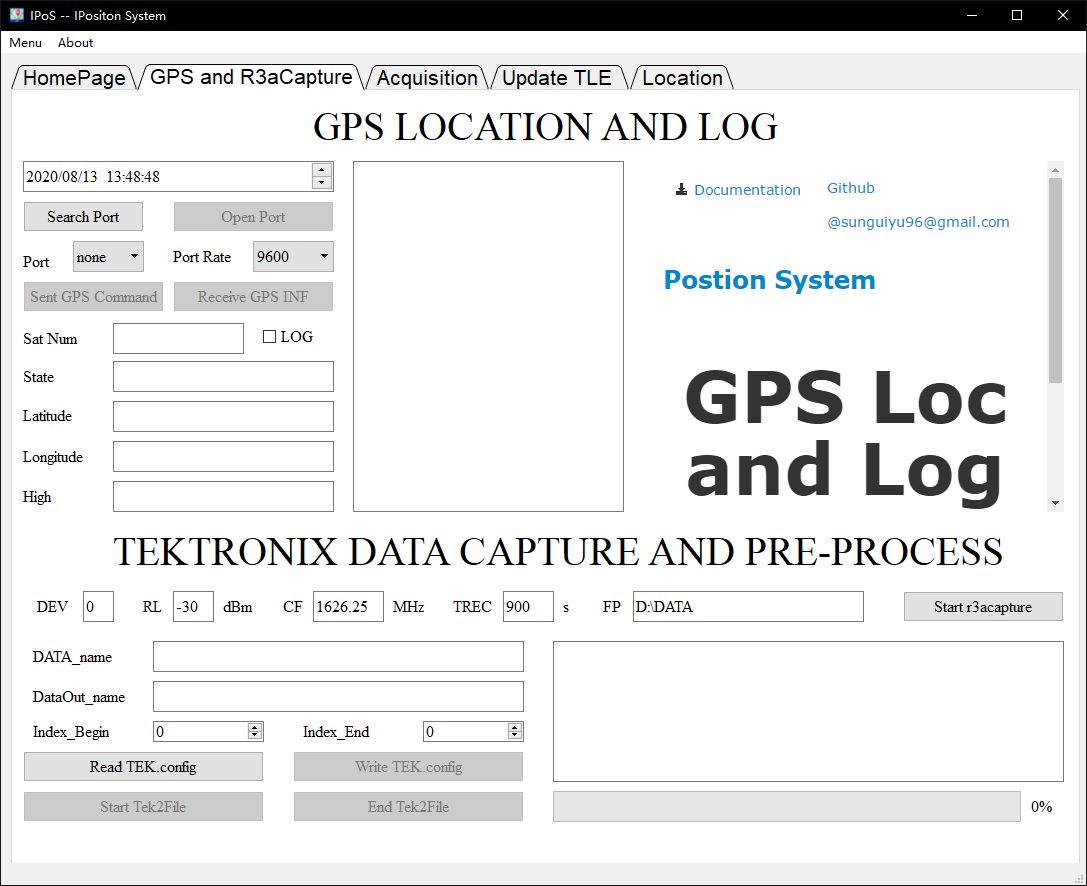 IPoS -- IPositon System
Menu About
HomePage GPS and R3aCapture Acquisition Update TLE Location
GPS LOCATION AND LOG
2020/08/13 13:48:48
Search Port Open Port
Port none Port Rate 9600
Sent GPS Command Receive GPS INF
Sat Num LOG
State
Latitude
Longitude
High
Documentation Github
@sunguiyu96@gmail.com
Postion System
GPS Loc
and Log
TEKTRONIX DATA CAPTURE AND PRE-PROCESS
DEV 0 RL -30 dBm CF 1626.25 MHz TREC 900 s FP D:\DATA Start r3acapture
DATA_name
DataOut_name
Index_Begin 0 Index_End 0
Read TEK.config Write TEK.config
Start Tek2File End Tek2File 0%